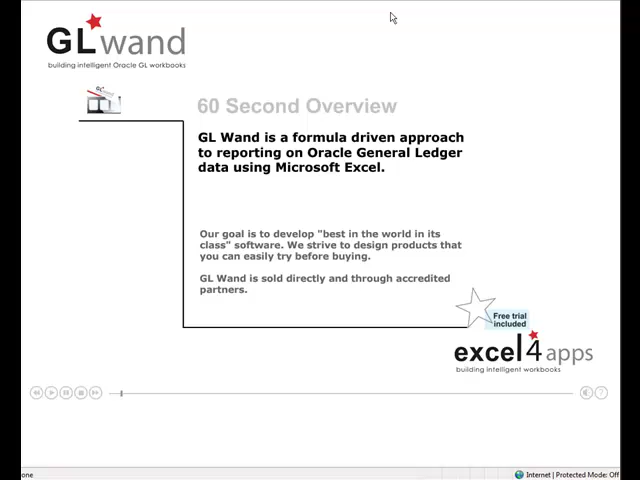 GL wand
building intelligent Oracle GL workbooks
60 Second Overview
GL Wand is a formula driven approach
to reporting on Oracle General Ledger
data using Microsoft Excel.
Our goal is to develop "best in the world in its
class" software. We strive to design products that
you can easily try before buying.
GL Wand is sold directly and through accredited
partners.
Free trial
included
excel4apps
building intelligent workbooks
one
Internet | Protected Mode: Off